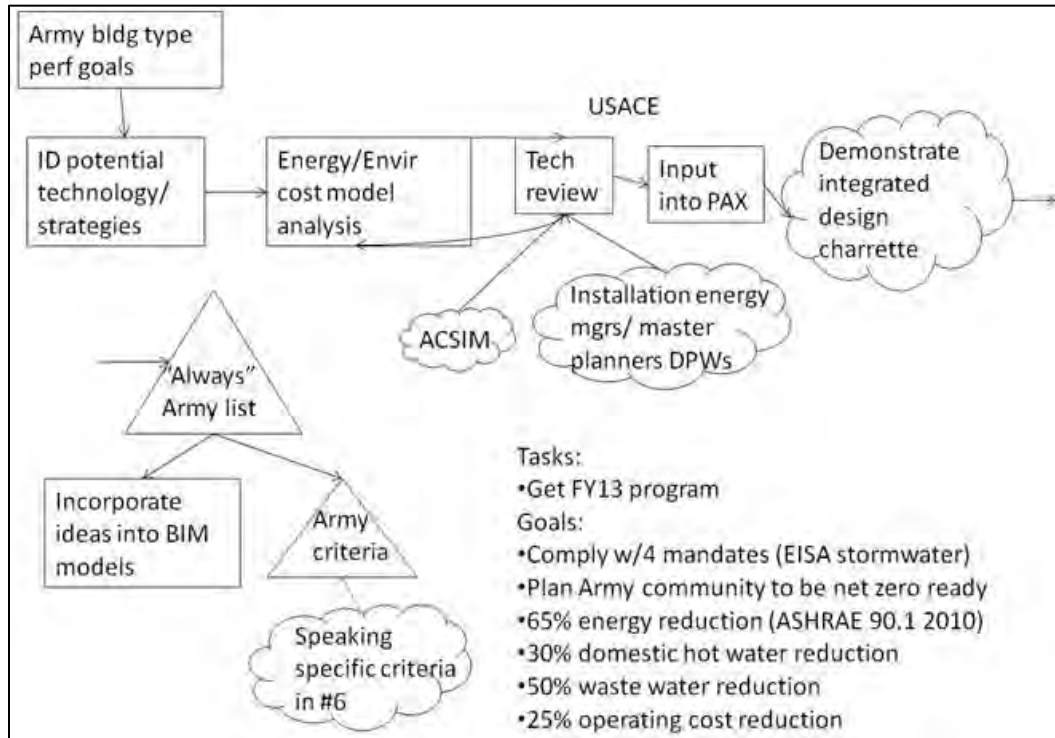 Army bldg type
perf goals
USACE
ID potential
technology/
strategies
Energy/Envir
cost model
analysis
Tech
review
Input
into PAX
Demonstrate
integrated
design
charrette
ACSIM
Installation energy
mgrs/ master
planners DPWs
"Always"
Army list
Incorporate
ideas into BIM
models
Army
criteria
Speaking
specific criteria
in #6
Tasks:
•Get FY13 program
Goals:
•Comply w/4 mandates (EISA stormwater)
•Plan Army community to be net zero ready
•65% energy reduction (ASHRAE 90.1 2010)
•30% domestic hot water reduction
•50% waste water reduction
•25% operating cost reduction